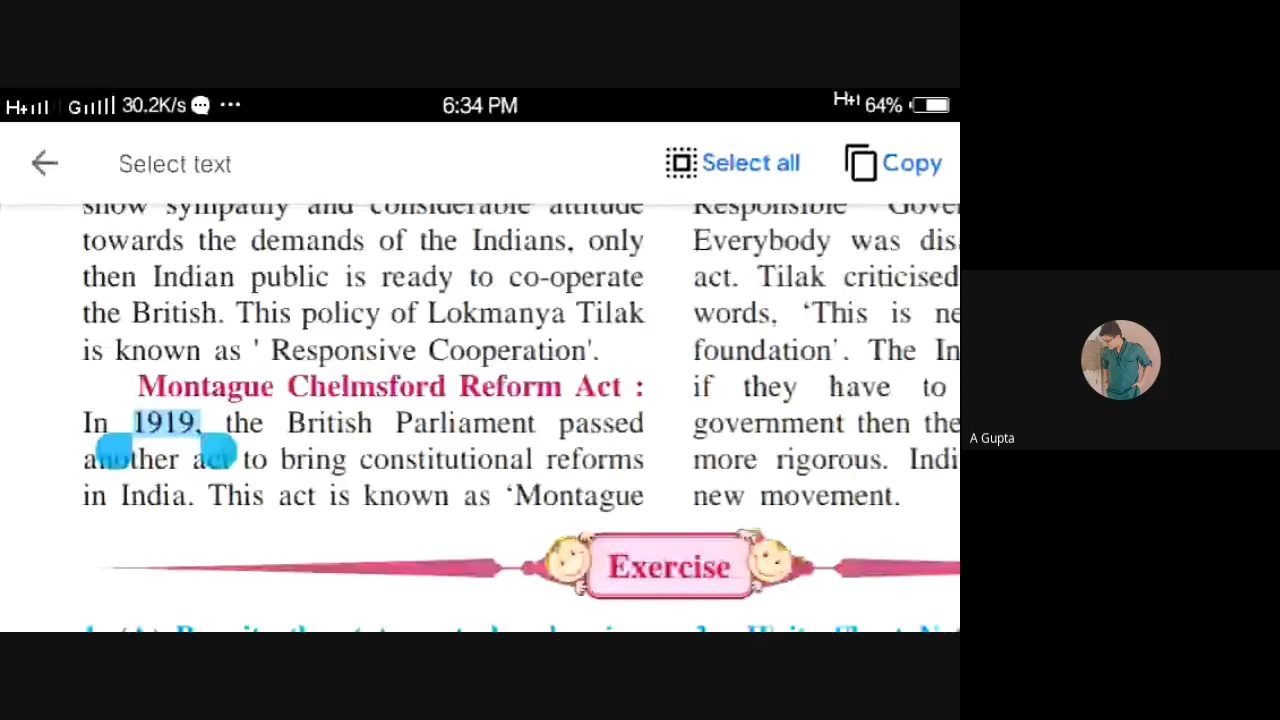 H+ G 30.2K/s ••• 6:34 PM H+ 64%
Select text Select all Copy
show sympathy and considerable attitude
towards the demands of the Indians, only
then Indian public is ready to co-operate
the British. This policy of Lokmanya Tilak
is known as ' Responsive Cooperation'.
Montague Chelmsford Reform Act :
In 1919, the British Parliament passed
another act to bring constitutional reforms
in India. This act is known as ‘Montague
Responsible Gover
Everybody was dis
act. Tilak criticised
words, ‘This is ne
foundation’. The In
if they have to
government then the
more rigorous. Indi
new movement.
Exercise
A Gupta